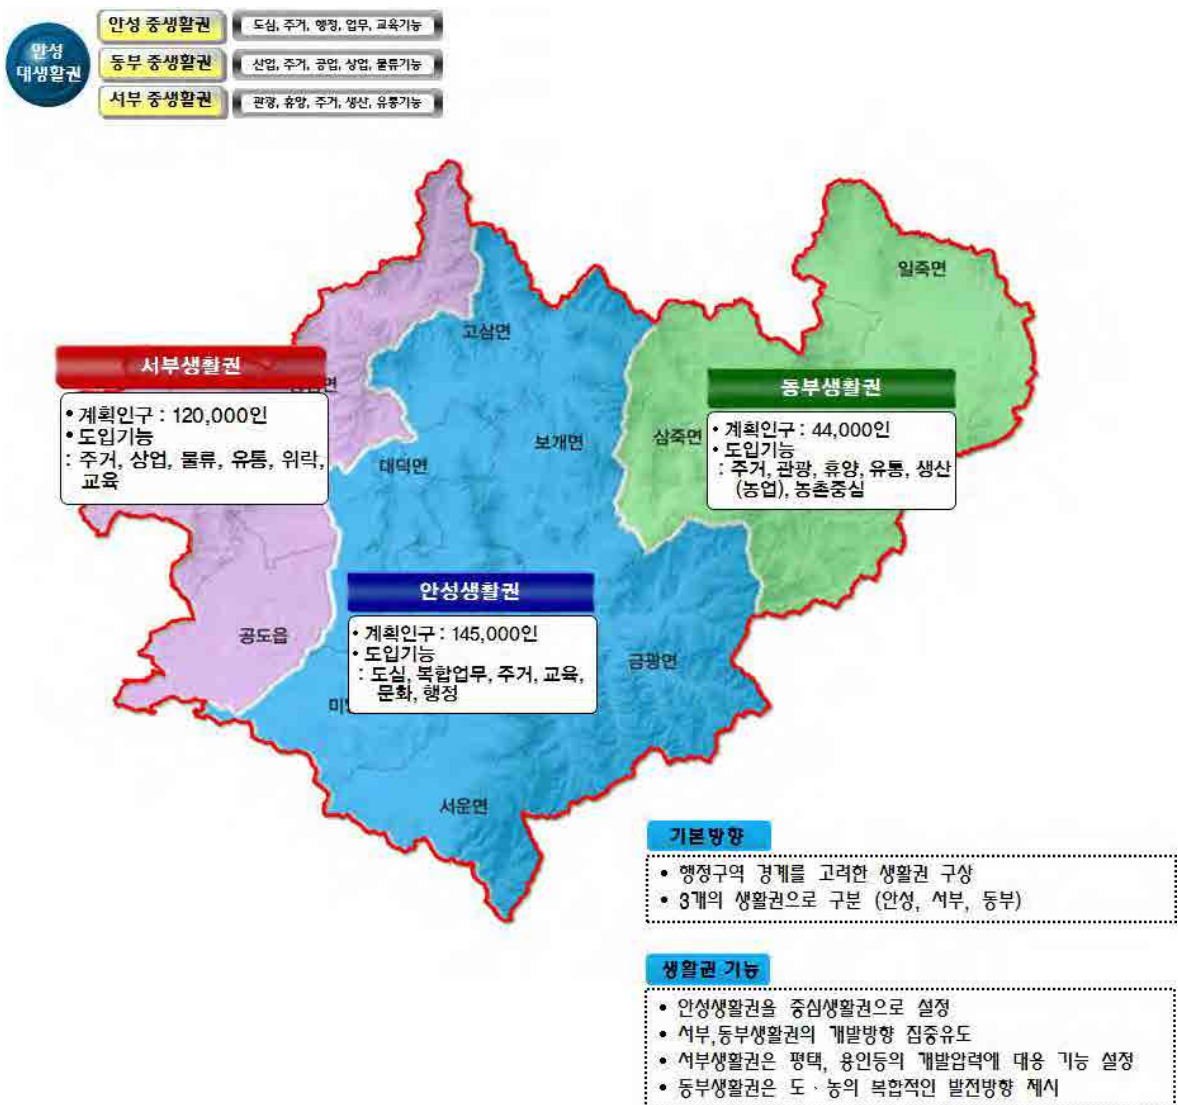 안성
대생활권
안성 중생활권
도심, 주거, 행정, 업무, 교육기능
동부 중생활권
산업, 주거, 공업, 상업, 물류기능
서부 중생활권
관광, 휴양, 주거, 생산, 유통기능
일죽면
고삼면
서부생활권
• 계획인구 : 120,000인
• 도입기능
: 주거, 상업, 물류, 유통, 위락,
교육
동부생활권
• 계획인구 : 44,000인
• 도입기능
: 주거, 관광, 휴양, 유통, 생산
(농업), 농촌중심
보개면
삼죽면
대덕면
안성생활권
• 계획인구 : 145,000인
• 도입기능
: 도심, 복합업무, 주거, 교육,
문화, 행정
공도읍
금광면
서운면
기본방향
• 행정구역 경계를 고려한 생활권 구상
• 3개의 생활권으로 구분 (안성, 서부, 동부)
생활권 기능
• 안성생활권을 중심생활권으로 설정
• 서부,동부생활권의 개발방향 집중유도
• 서부생활권은 평택, 용인등의 개발압력에 대응 기능 설정
• 동부생활권은 도 · 농의 복합적인 발전방향 제시